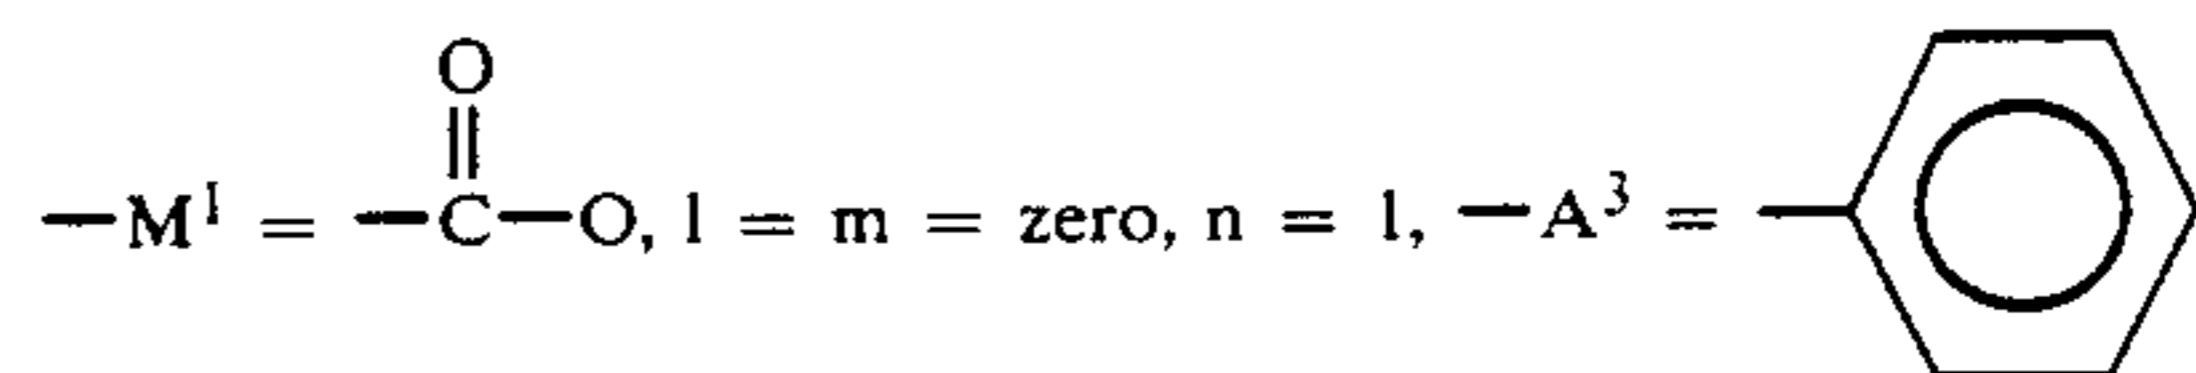 O
—M¹ = —C—O, l = m = zero, n = 1, —A³ =